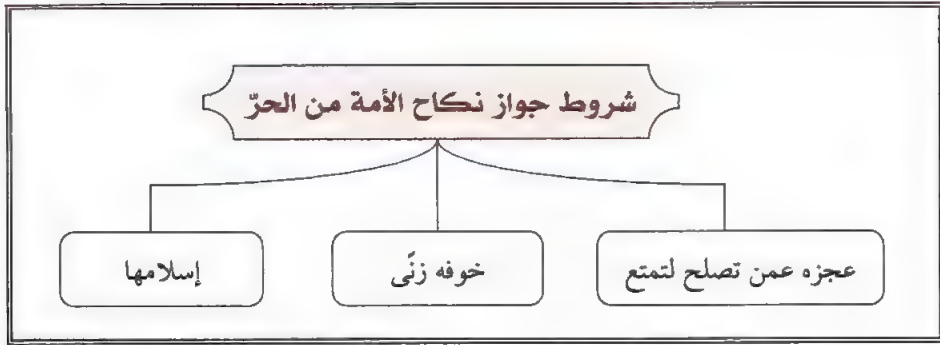 شروط جواز نكاح الأمة من الحرّ
عجزه عمن تصلح لتمتع
خوفه زنًى
إسلامها